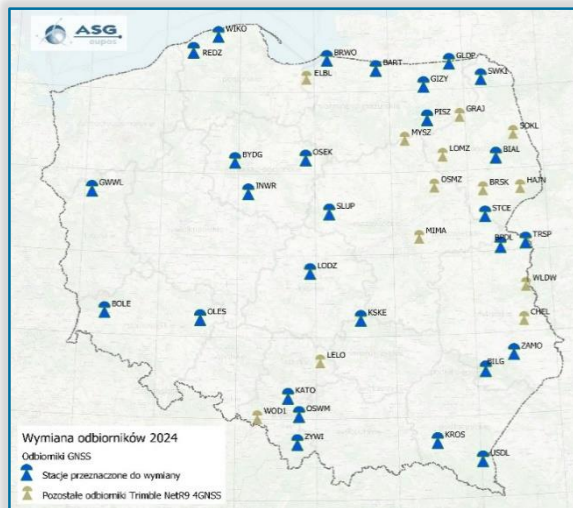 ASG
eupos
WIKO
REDZ
BRWO
BART
GLDP
SWKI
ELBL
GIZY
PISZ
GRAJ
MYSZ
SOKL
LOMZ
BIAL
BYDG
OSEK
GWWL
INWR
OSMZ
BRSK
HAJN
SLUP
STCE
MIMA
BPDL
TRSP
LODZ
WLDW
BOLE
OLES
KSKE
CHEL
ZAMO
LELO
BILG
KATO
WOD1
OSWM
ZYWI
KROS
USDL
Wymiana odbiorników 2024
Odbiorniki GNSS
Stacje przeznaczone do wymiany
Pozostałe odbiorniki Trimble NetR9 4GNSS